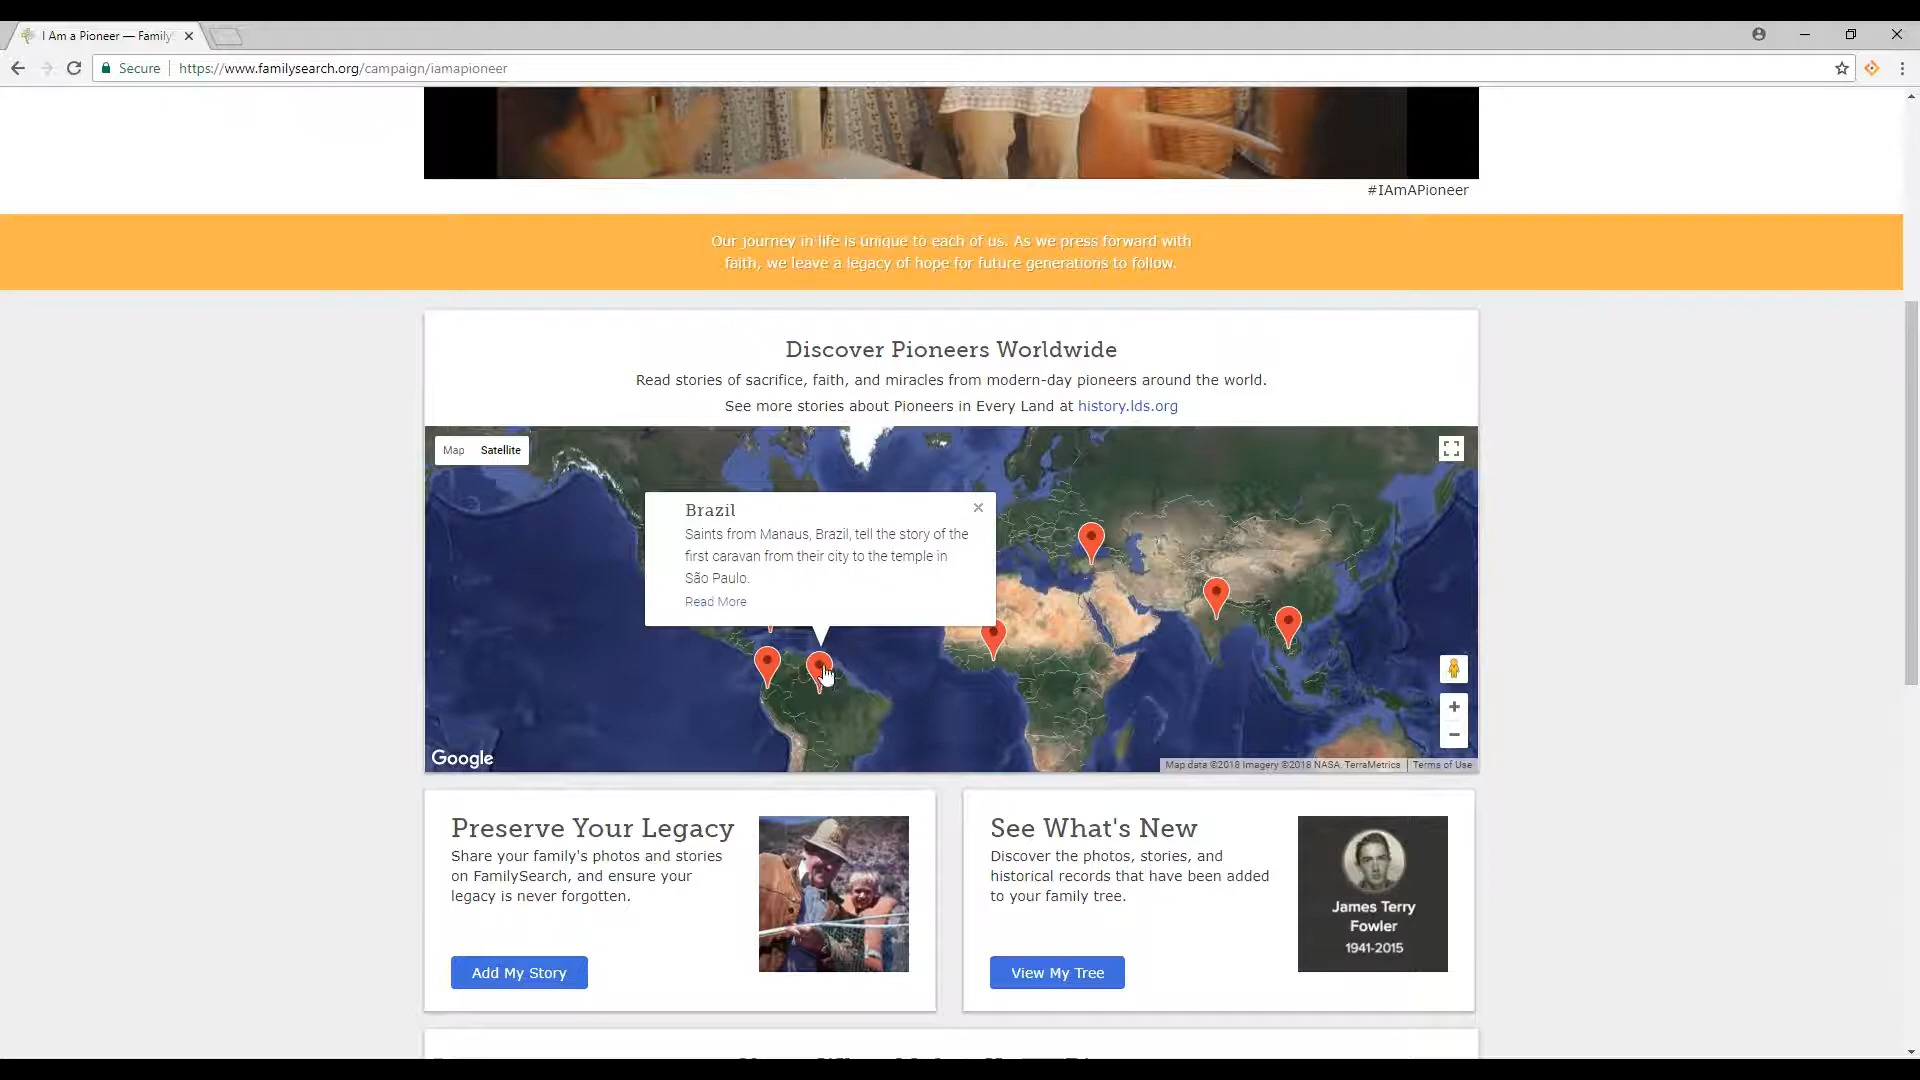 I Am a Pioneer — Family
Secure
https://www.familysearch.org/campaign/iamapioneer
#IAmAPioneer
Our journey in life is unique to each of us. As we press forward with
faith, we leave a legacy of hope for future generations to follow.
Discover Pioneers Worldwide
Read stories of sacrifice, faith, and miracles from modern-day pioneers around the world.
See more stories about Pioneers in Every Land at history.lds.org
Map Satellite
Brazil
Saints from Manaus, Brazil, tell the story of the
first caravan from their city to the temple in
São Paulo.
Read More
Google
Map data ©2018 Imagery ©2018 NASA, TerraMetrics Terms of Use
Preserve Your Legacy
Share your family's photos and stories
on FamilySearch, and ensure your
legacy is never forgotten.
Add My Story
See What's New
Discover the photos, stories, and
historical records that have been added
to your family tree.
View My Tree
James Terry
Fowler
1941-2015